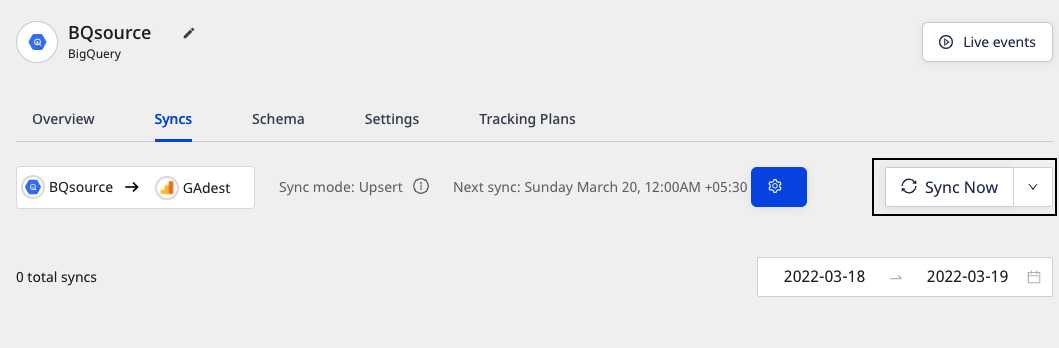 BQsource
BigQuery
Live events
Overview Syncs Schema Settings Tracking Plans
BQsource → GAdest Sync mode: Upsert Next sync: Sunday March 20, 12:00AM +05:30 Sync Now
0 total syncs 2022-03-18 → 2022-03-19